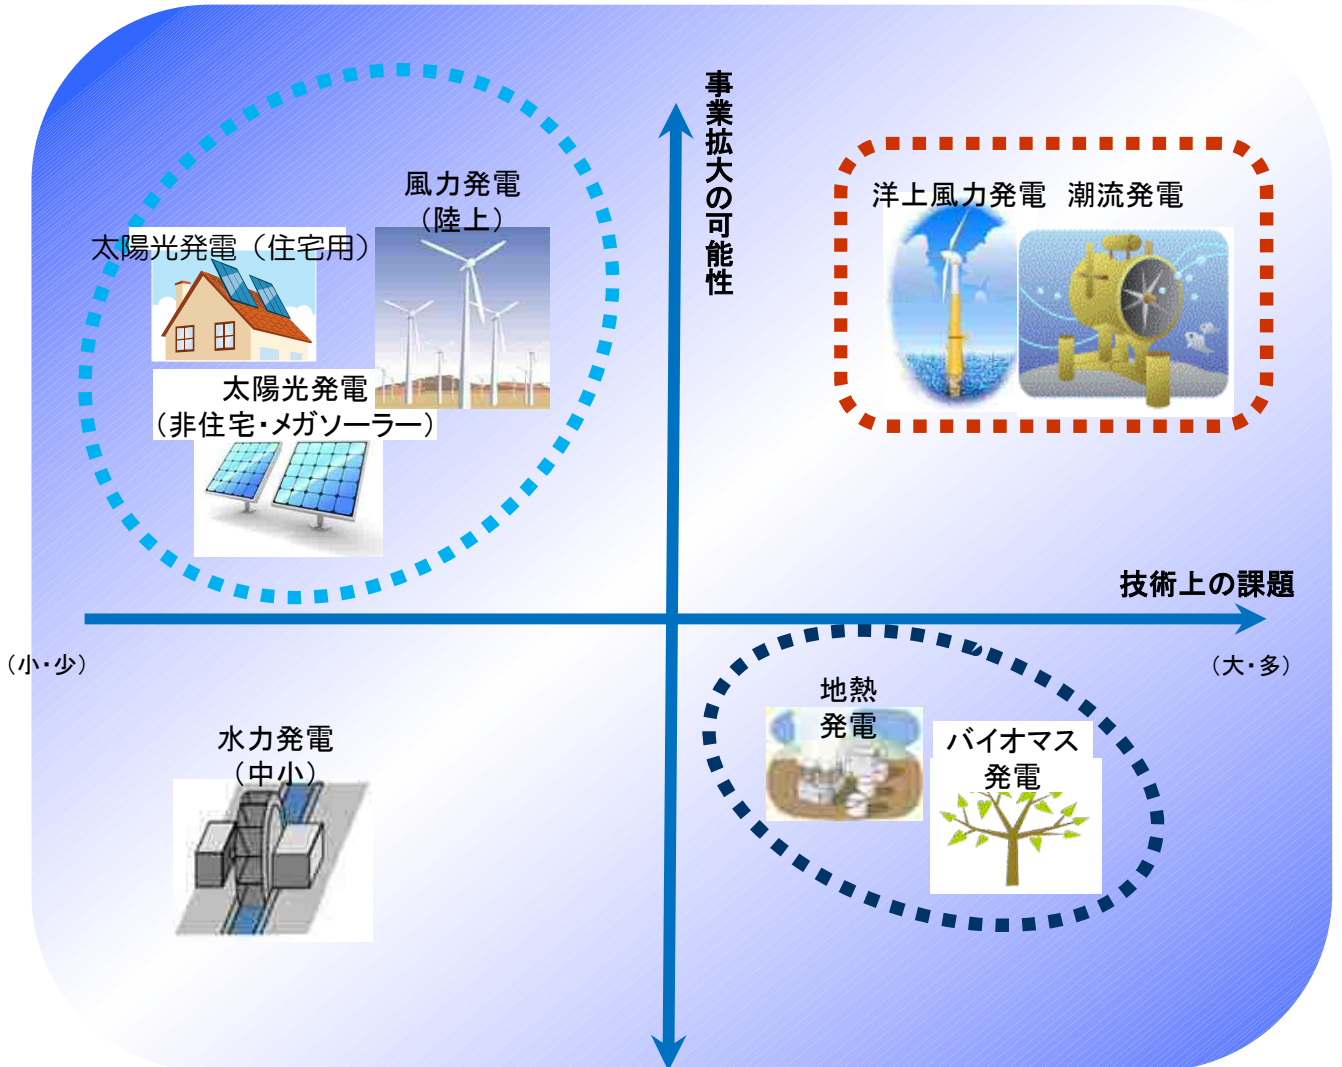 事業拡大の可能性
風力発電
（陸上）
太陽光発電（住宅用）
太陽光発電
（非住宅・メガソーラー）
洋上風力発電
潮流発電
技術上の課題
（小・少）
（大・多）
水力発電
（中小）
地熱
発電
バイオマス
発電